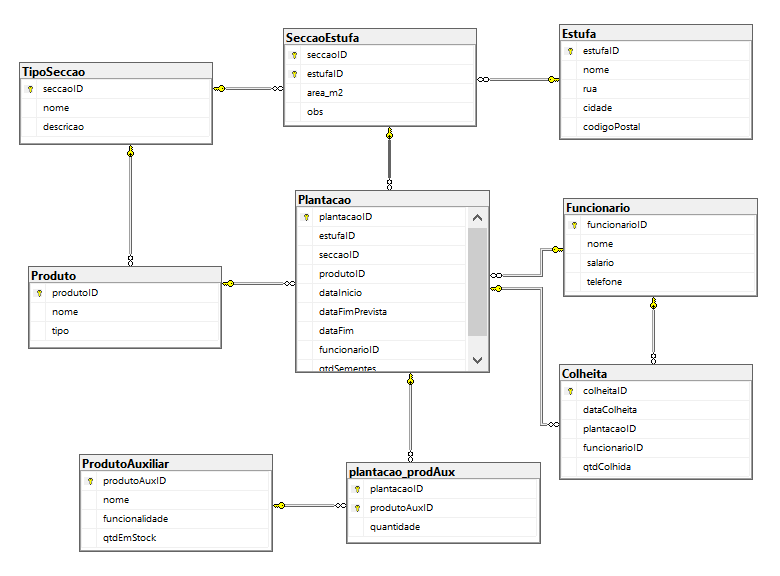 TipoSeccao
seccaoID
nome
descricao
SeccaoEstufa
seccaoID
estufaID
area_m2
obs
Estufa
estufaID
nome
rua
cidade
codigoPostal
Plantacao
plantacaoID
estufaID
seccaoID
produtoID
dataInicio
dataFimPrevista
dataFim
funcionarioID
qtdSementes
Funcionario
funcionarioID
nome
salario
telefone
Produto
produtoID
nome
tipo
Colheita
colheitaID
dataColheita
plantacaoID
funcionarioID
qtdColhida
ProdutoAuxiliar
produtoAuxID
nome
funcionalidade
qtdEmStock
plantacao_prodAux
plantacaoID
produtoAuxID
quantidade